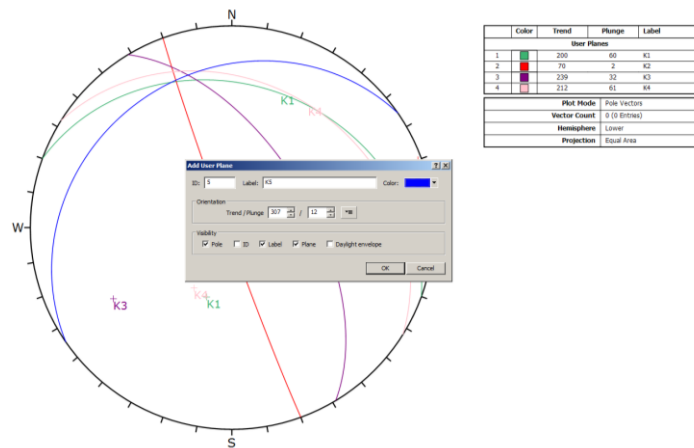 N
W
S
K1
K4
K3
K4
K1
Color Trend Plunge Label
User Planes
1 200 60 K1
2 70 2 K2
3 239 32 K3
4 212 61 K4
Plot Mode Pole Vectors
Vector Count 0 (0 Entries)
Hemisphere Lower
Projection Equal Area
Add User Plane
ID: 5 Label: K5 Color:
Orientation
Trend / Plunge: 307 / 12
Visibility
Pole ID Label Plane Daylight envelope
OK Cancel